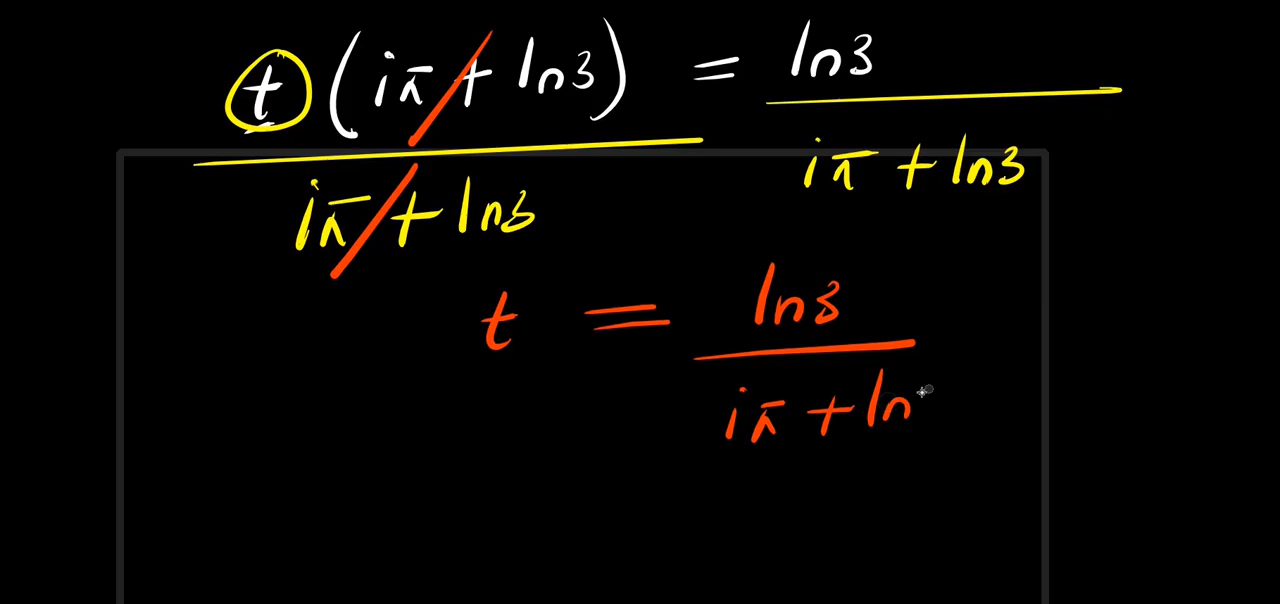 t (iπ + ln3) = ln3
iπ + ln3 iπ + ln3
t = ln3
iπ + ln